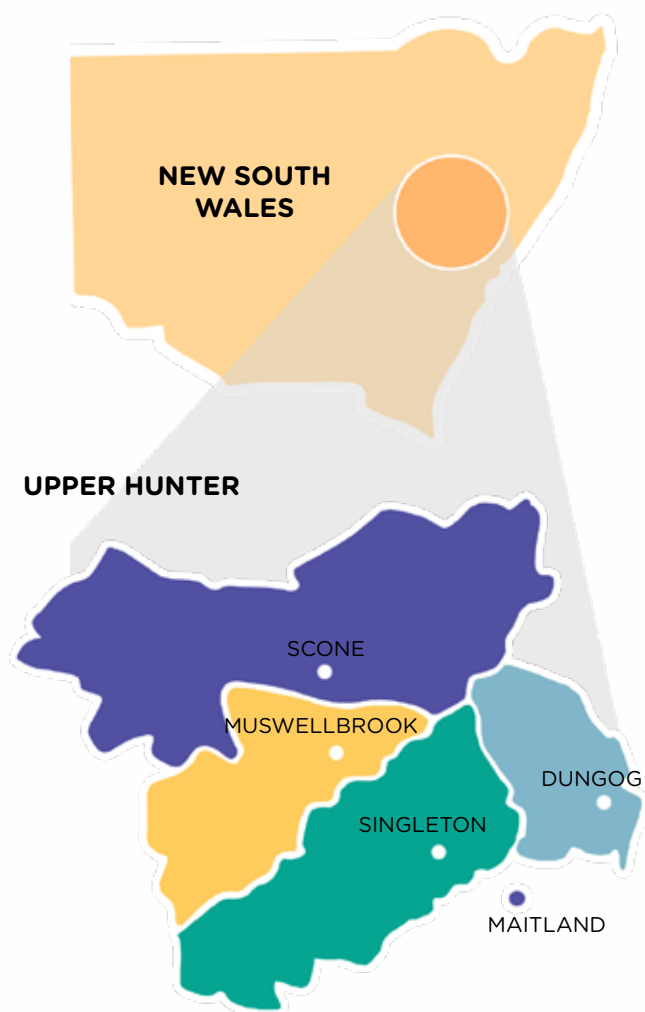 NEW SOUTH
WALES
UPPER HUNTER
SCONE
MUSWELLBROOK
DUNGOG
SINGLETON
MAITLAND